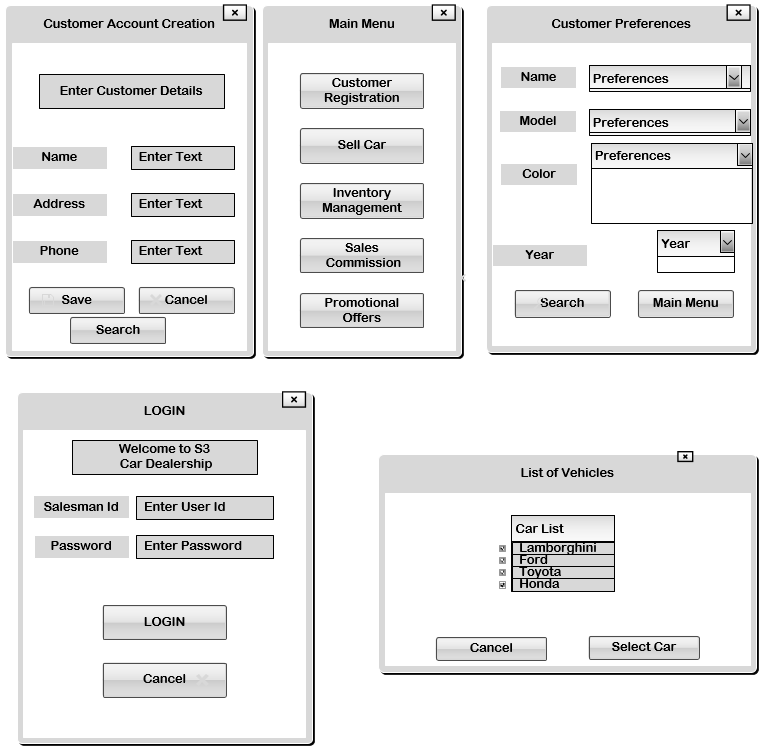 Customer Account Creation
Enter Customer Details
Name
Enter Text
Address
Enter Text
Phone
Enter Text
Save
Cancel
Search
Main Menu
Customer
Registration
Sell Car
Inventory
Management
Sales
Commission
Promotional
Offers
Customer Preferences
Name
Preferences
Model
Preferences
Color
Preferences
Year
Year
Search
Main Menu
LOGIN
Welcome to S3
Car Dealership
Salesman Id
Enter User Id
Password
Enter Password
LOGIN
Cancel
List of Vehicles
Car List
Lamborghini
Ford
Toyota
Honda
Cancel
Select Car